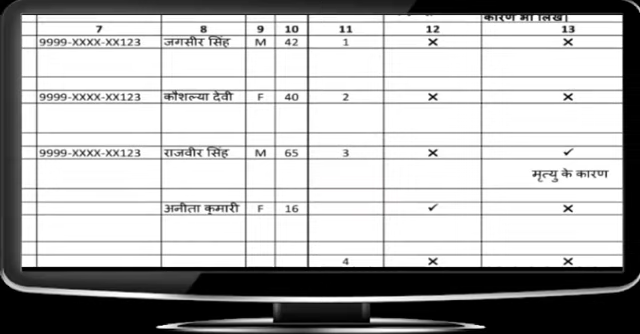 कारण भी लिखें।
7 8 9 10 11 12 13
9999-XXXX-XX123 जगसीर सिंह M 42 1 × ×
9999-XXXX-XX123 कौशल्या देवी F 40 2 × ×
9999-XXXX-XX123 राजवीर सिंह M 65 3 × ✓
मृत्यु के कारण
अनीता कुमारी F 16 ✓ ×
4 × ×